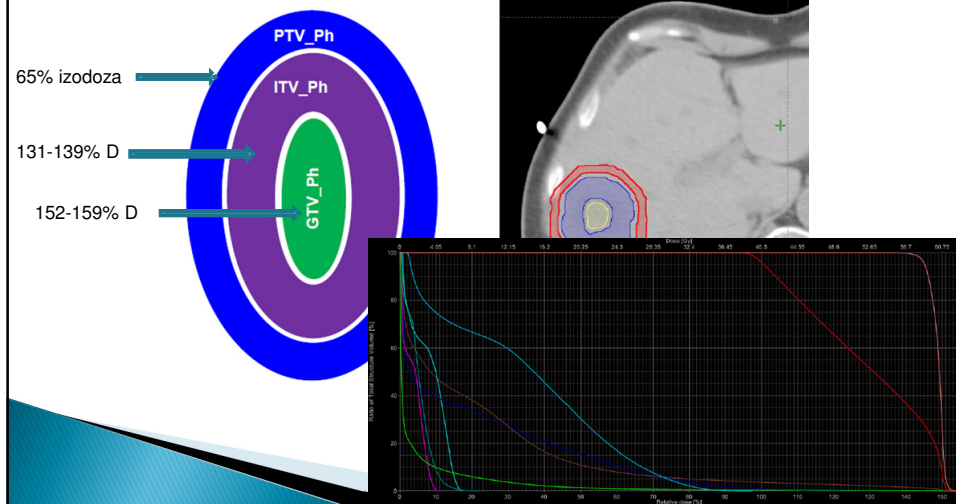 PTV_Ph
65% izodoza
ITV_Ph
131-139% D
GTV_Ph
152-159% D
Dose [Gy]
0 4.05 8.1 12.15 16.2 20.25 24.3 28.35 32.4 36.45 40.5 44.55 48.6 52.65 56.7 60.75
Ratio of Total Structure Volume [%]
100
80
60
40
20
0
0 10 20 30 40 50 60 70 80 90 100 110 120 130 140 150
Relative dose [%]